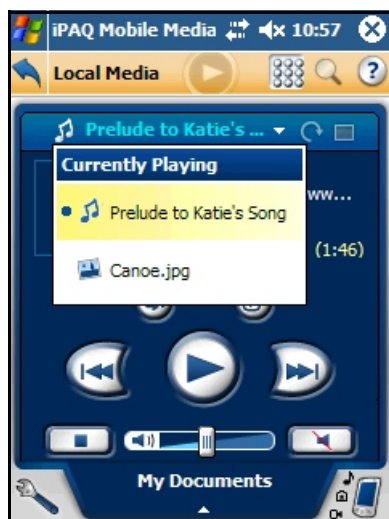 iPAQ Mobile Media 10:57
Local Media ?
Prelude to Katie's ...
Currently Playing
ww...
Prelude to Katie's Song
(1:46)
Canoe.jpg
My Documents